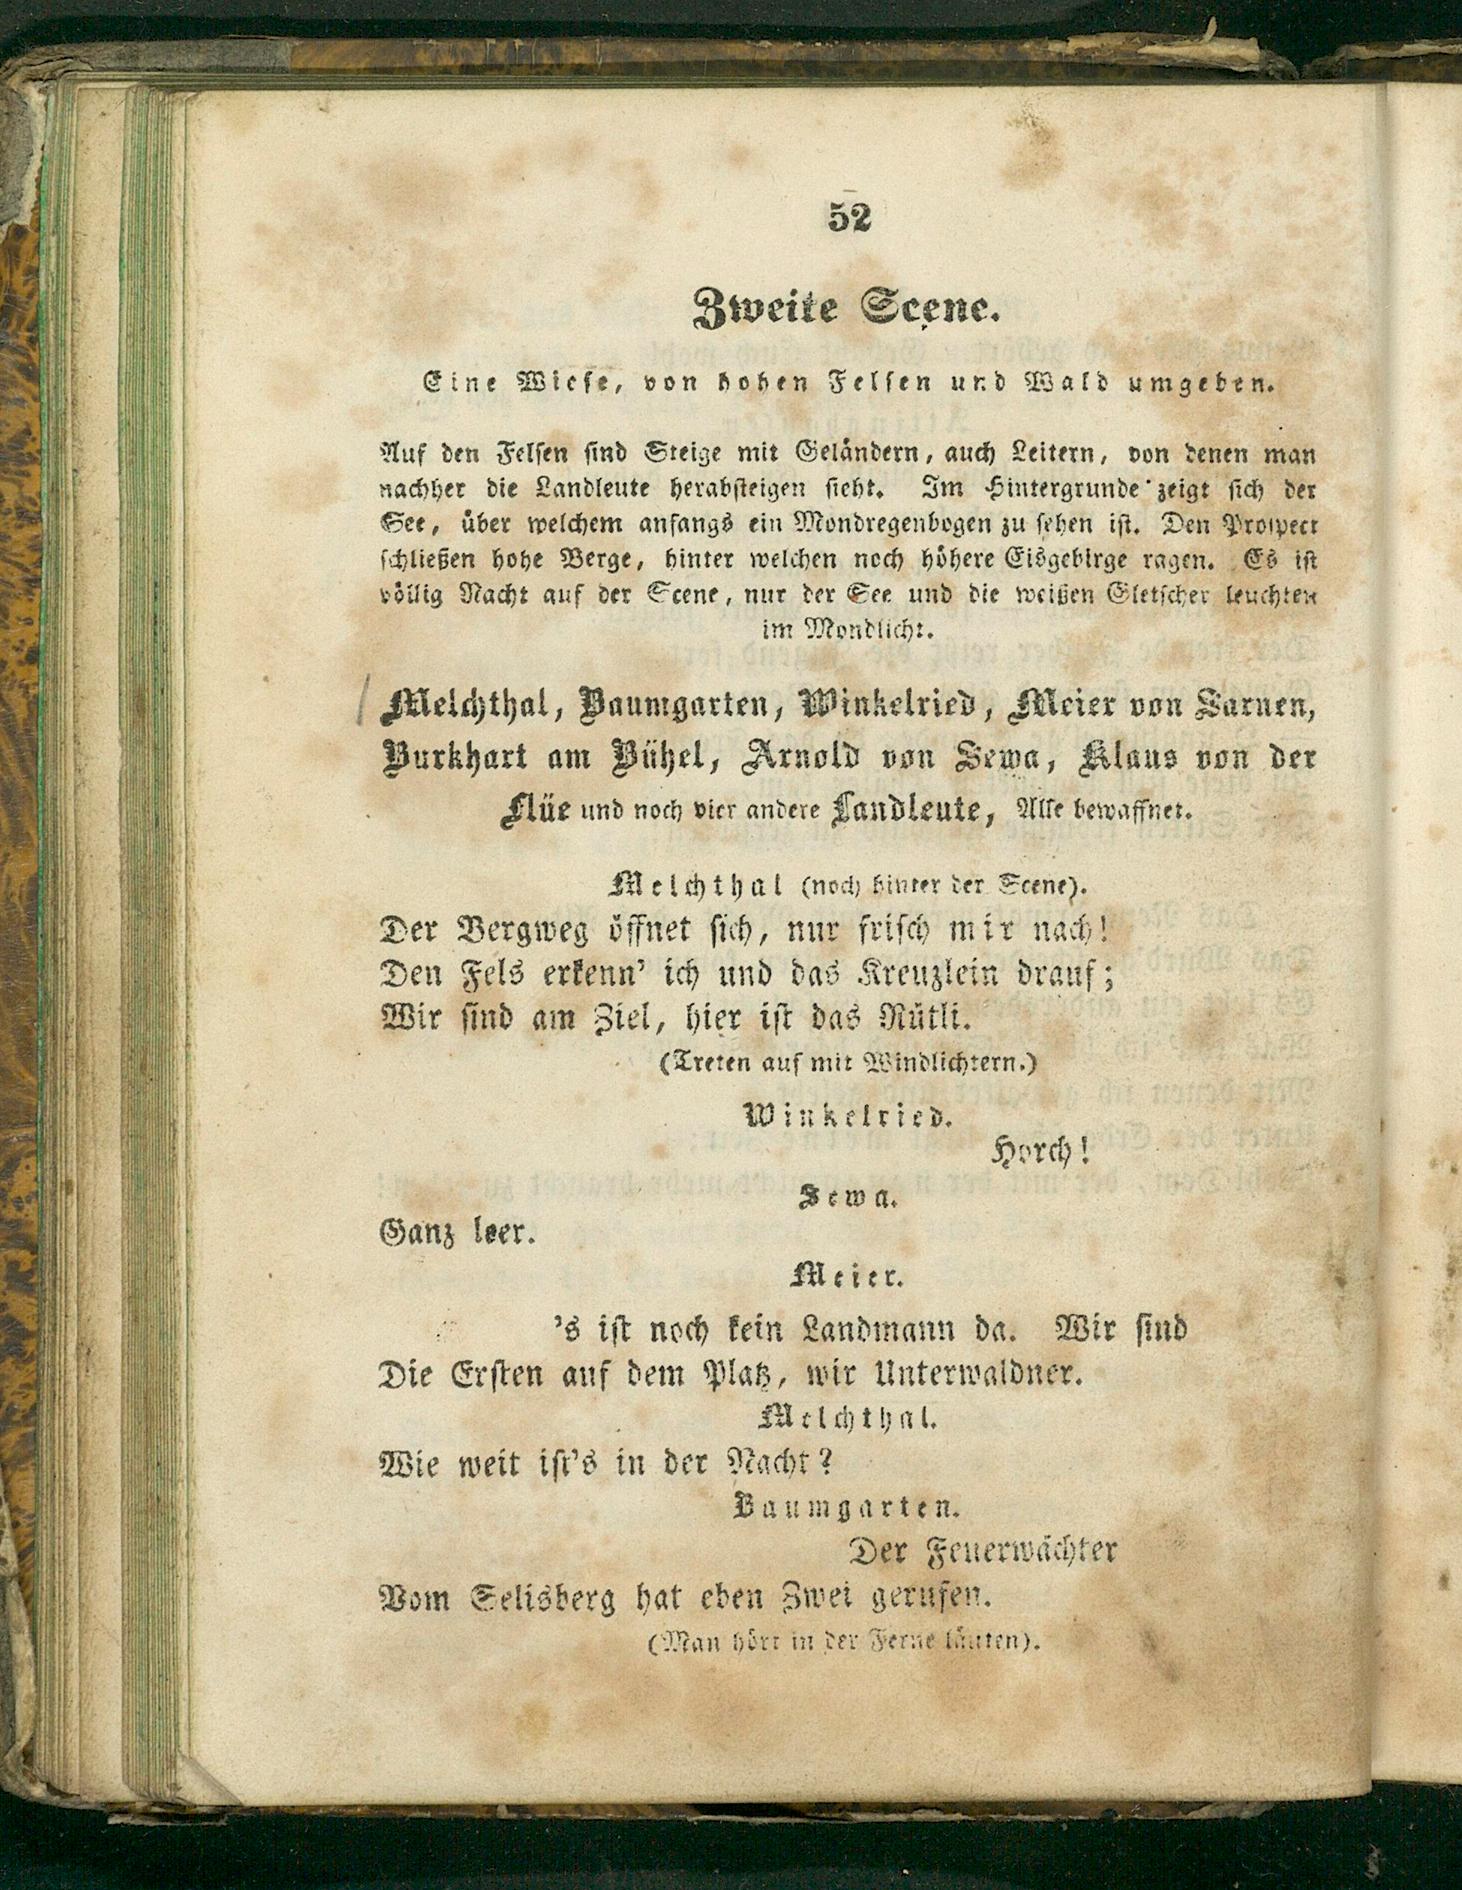 52
Zweite Scene.
Eine Wiese, von hohen Felsen und Wald umgeben.
Auf den Felsen sind Steige mit Geländern, auch Leitern, von denen man
nachher die Landleute herabsteigen sieht. Im Hintergrunde zeigt sich der
See, über welchem anfangs ein Mondregenbogen zu sehen ist. Den Prospect
schließen hohe Berge, hinter welchen noch höhere Eisgebirge ragen. Es ist
völlig Nacht auf der Scene, nur der See und die weißen Gletscher leuchten
im Mondlicht.
Melchthal, Baumgarten, Winkelried, Meier von Sarnen,
Burkhart am Bühel, Arnold von Sewa, Klaus von der
Flüe und noch vier andere Landleute, Alle bewaffnet.
Melchthal (noch hinter der Scene).
Der Bergweg öffnet sich, nur frisch mir nach!
Den Fels erkenn' ich und das Kreuzlein drauf;
Wir sind am Ziel, hier ist das Rütli.
(Treten auf mit Windlichtern.)
Winkelried.
Horch!
Sewa.
Ganz leer.
Meier.
's ist noch kein Landmann da. Wir sind
Die Ersten auf dem Platz, wir Unterwaldner.
Melchthal.
Wie weit ist's in der Nacht?
Baumgarten.
Der Feuerwächter
Vom Selisberg hat eben Zwei gerufen.
(Man hört in der Ferne läuten).